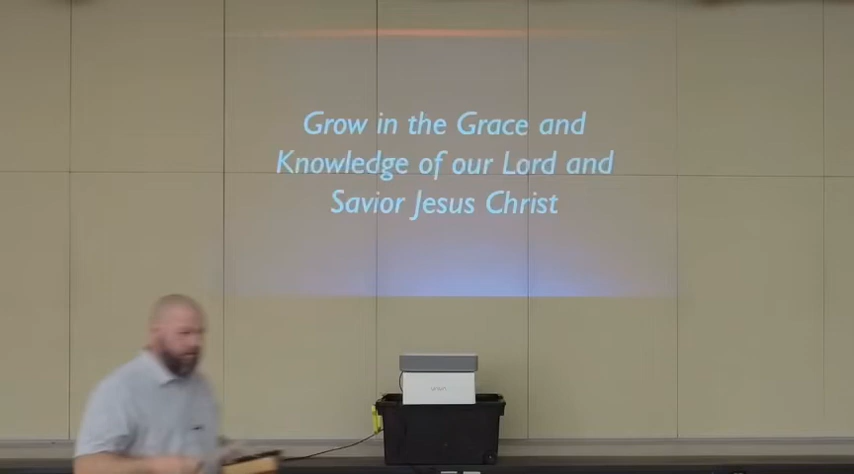 Grow in the Grace and
Knowledge of our Lord and
Savior Jesus Christ